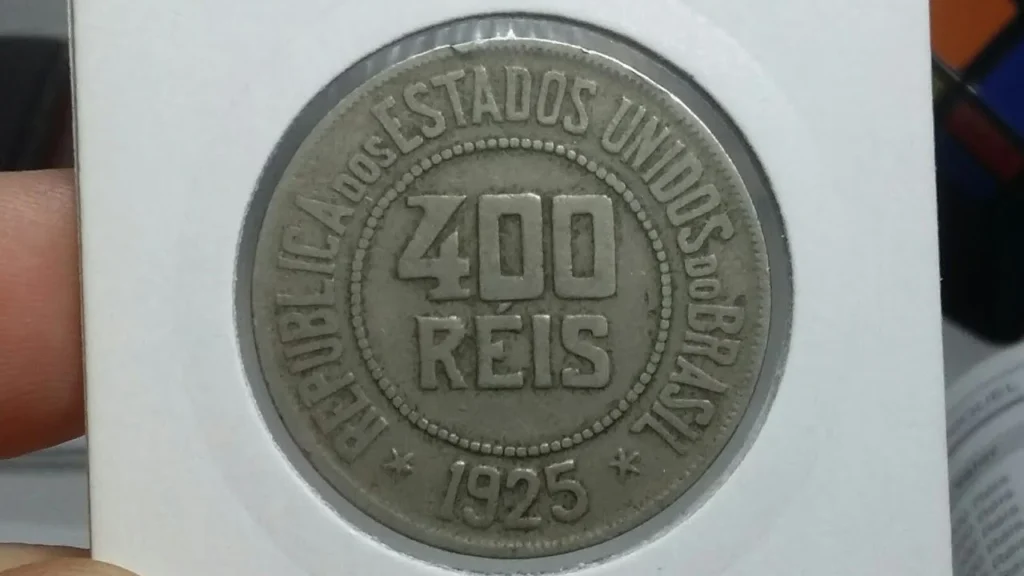 REPUBLICA DOS ESTADOS UNIDOS DO BRASIL
400
RÉIS
* 1925 *